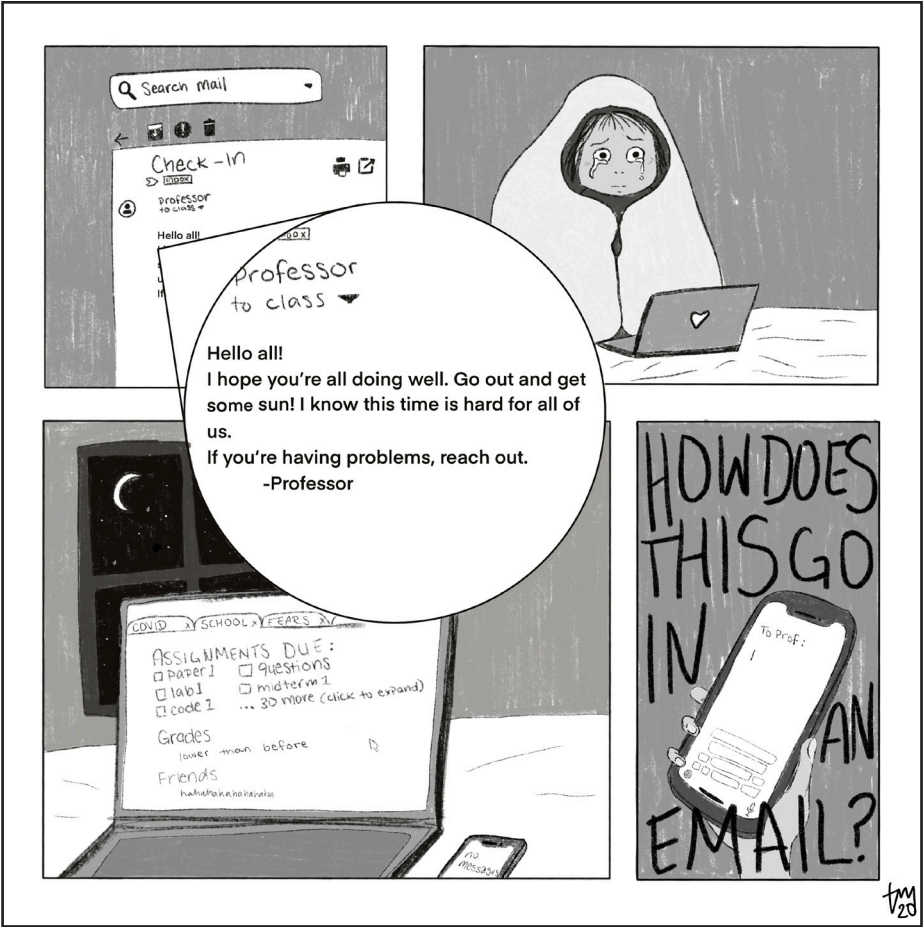 Search mail
Check-In
Inbox
Professor
to class
Hello all!
Professor
to class
Hello all!
I hope you're all doing well. Go out and get
some sun! I know this time is hard for all of
us.
If you're having problems, reach out.
-Professor
COVID x SCHOOL x FEARS x
ASSIGNMENTS DUE:
paper 1 questions
lab 1 midterm 1
code 2 ... 30 more (click to expand)
Grades
lower than before
Friends
hahahahahahahaha
no
messages
HOW DOES
THIS GO
IN
To Prof:
AN
EMAIL?
20